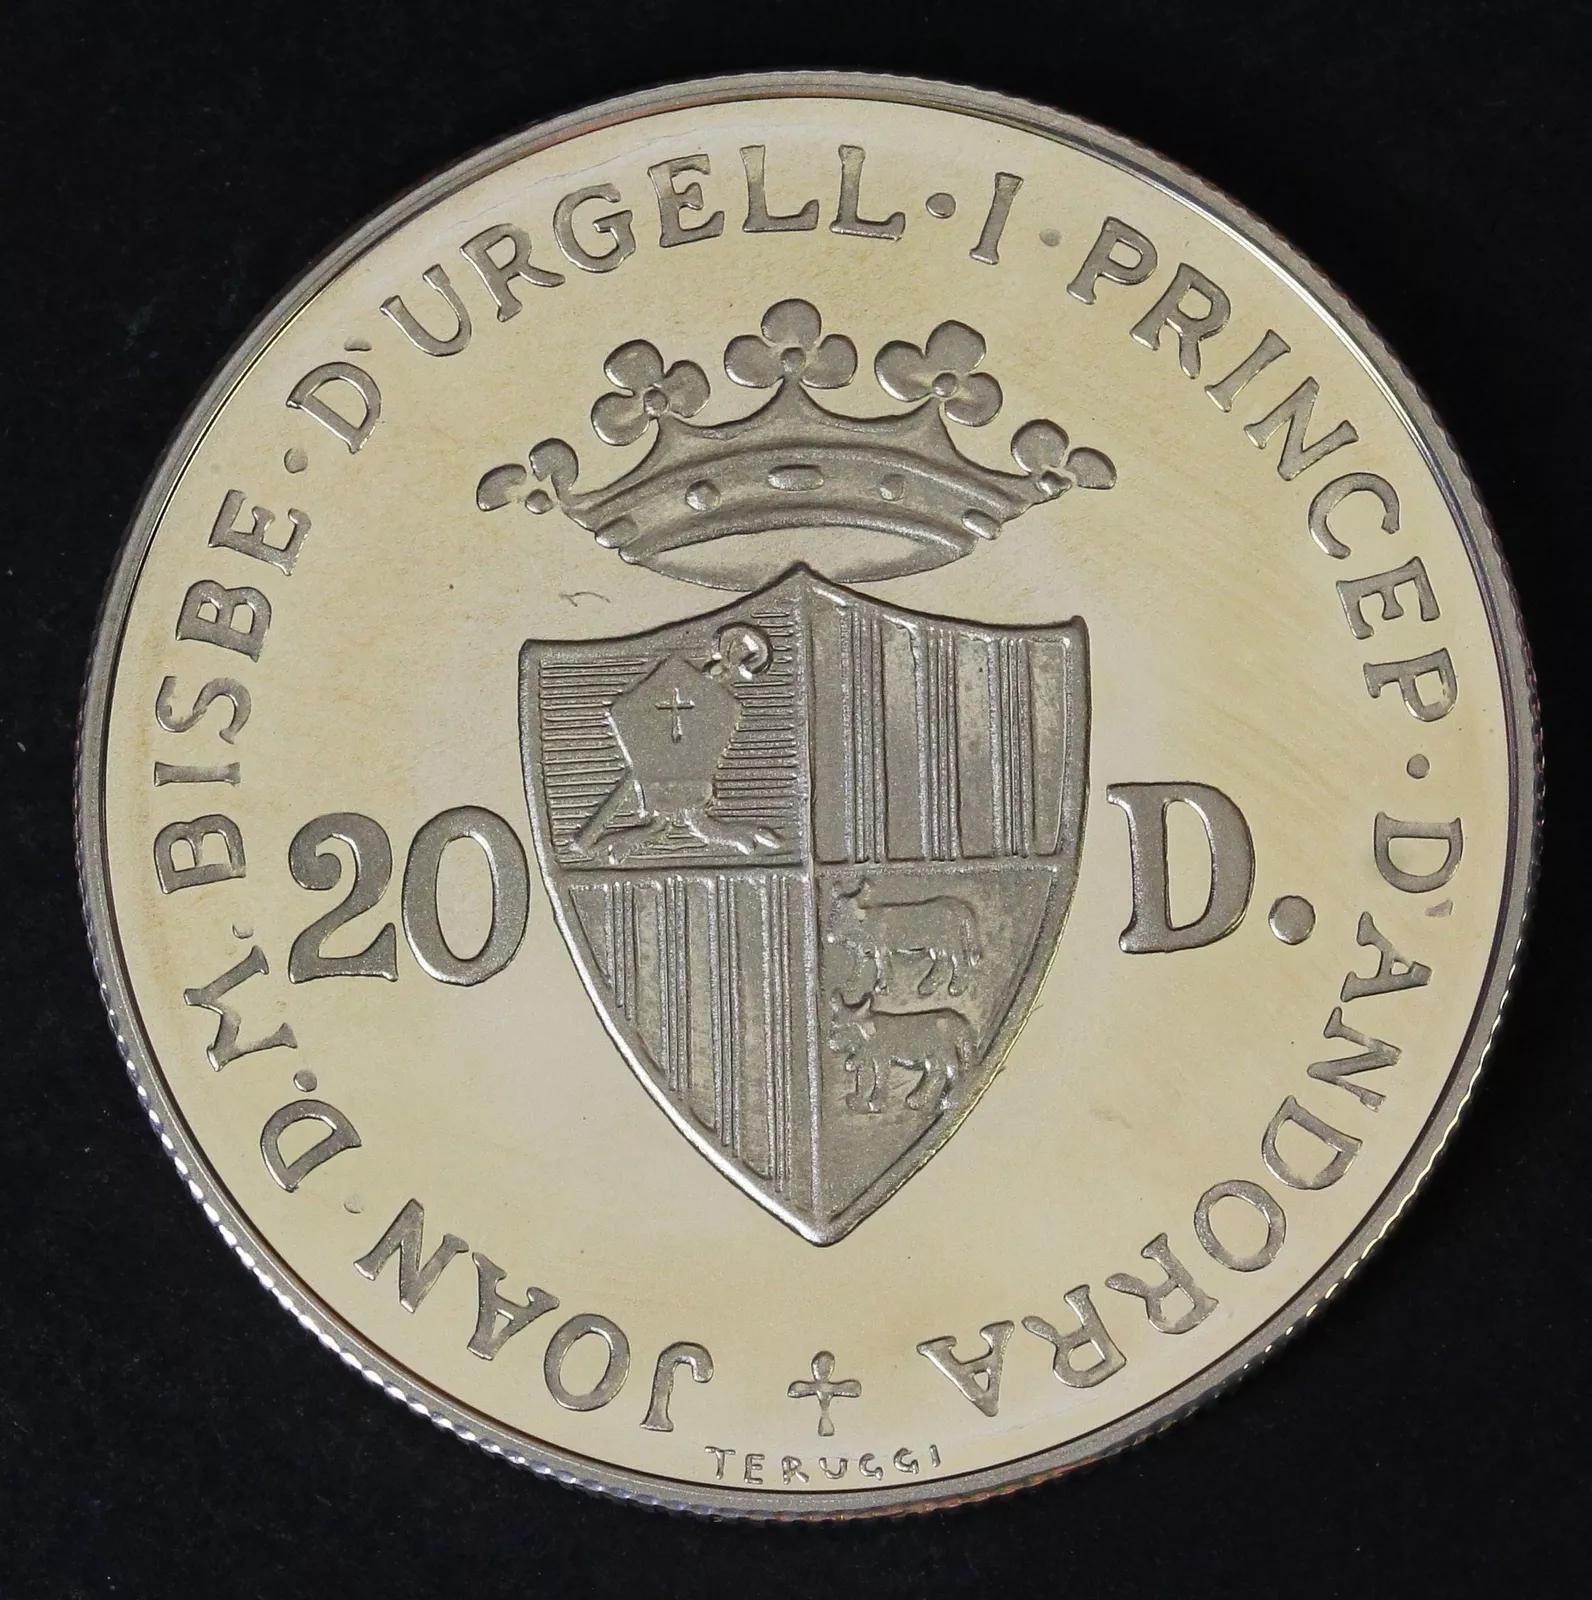 JOAN · D. M. BISBE · D'URGELL · I · PRINCEP · D'ANDORRA
20 D.
TERUGGI